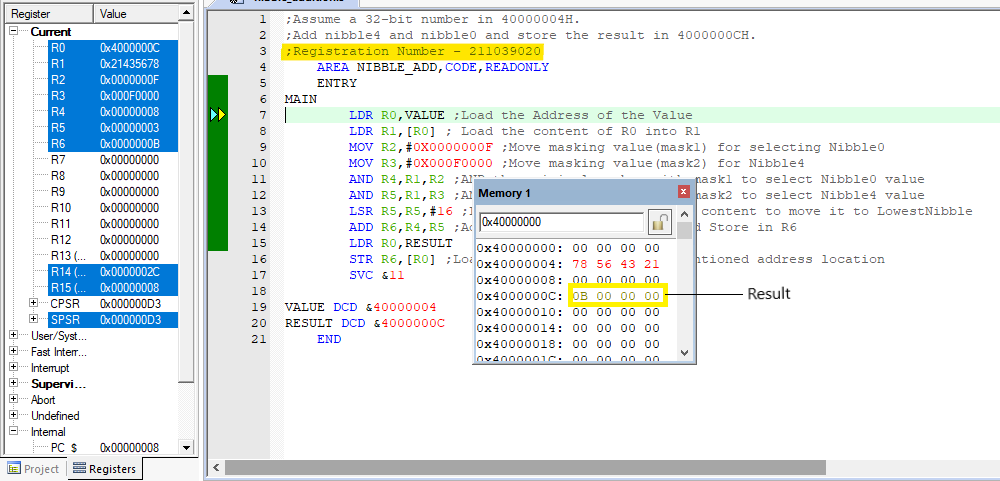 Register Value
Current
R0 0x4000000C
R1 0x21435678
R2 0x0000000F
R3 0x000F0000
R4 0x00000008
R5 0x00000003
R6 0x0000000B
R7 0x00000000
R8 0x00000000
R9 0x00000000
R10 0x00000000
R11 0x00000000
R12 0x00000000
R13 (... 0x00000000
R14 (... 0x0000002C
R15 (... 0x00000008
CPSR 0x000000D3
SPSR 0x000000D3
User/Syst...
Fast Interr...
Interrupt
Supervi...
Abort
Undefined
Internal
PC $ 0x00000008
Project Registers
1 ;Assume a 32-bit number in 40000004H.
2 ;Add nibble4 and nibble0 and store the result in 4000000CH.
3 ;Registration Number - 211039020
4 AREA NIBBLE_ADD,CODE,READONLY
5 ENTRY
6 MAIN
7 LDR R0,VALUE ;Load the Address of the Value
8 LDR R1,[R0] ; Load the content of R0 into R1
9 MOV R2,#0X0000000F ;Move masking value(mask1) for selecting Nibble0
10 MOV R3,#0X000F0000 ;Move masking value(mask2) for Nibble4
11 AND R4,R1,R2 mask1 to select Nibble0 value
12 AND R5,R1,R3 mask2 to select Nibble4 value
13 LSR R5,R5,#16 content to move it to LowestNibble
14 ADD R6,R4,R5 Store in R6
15 LDR R0,RESULT
16 STR R6,[R0] address location
17 SVC &11
18
19 VALUE DCD &40000004
20 RESULT DCD &4000000C
21 END
Memory 1
0x40000000
0x40000000: 00 00 00 00
0x40000004: 78 56 43 21
0x40000008: 00 00 00 00
0x4000000C: 0B 00 00 00
0x40000010: 00 00 00 00
0x40000014: 00 00 00 00
0x40000018: 00 00 00 00
0x4000001C: 00 00 00 00
Result